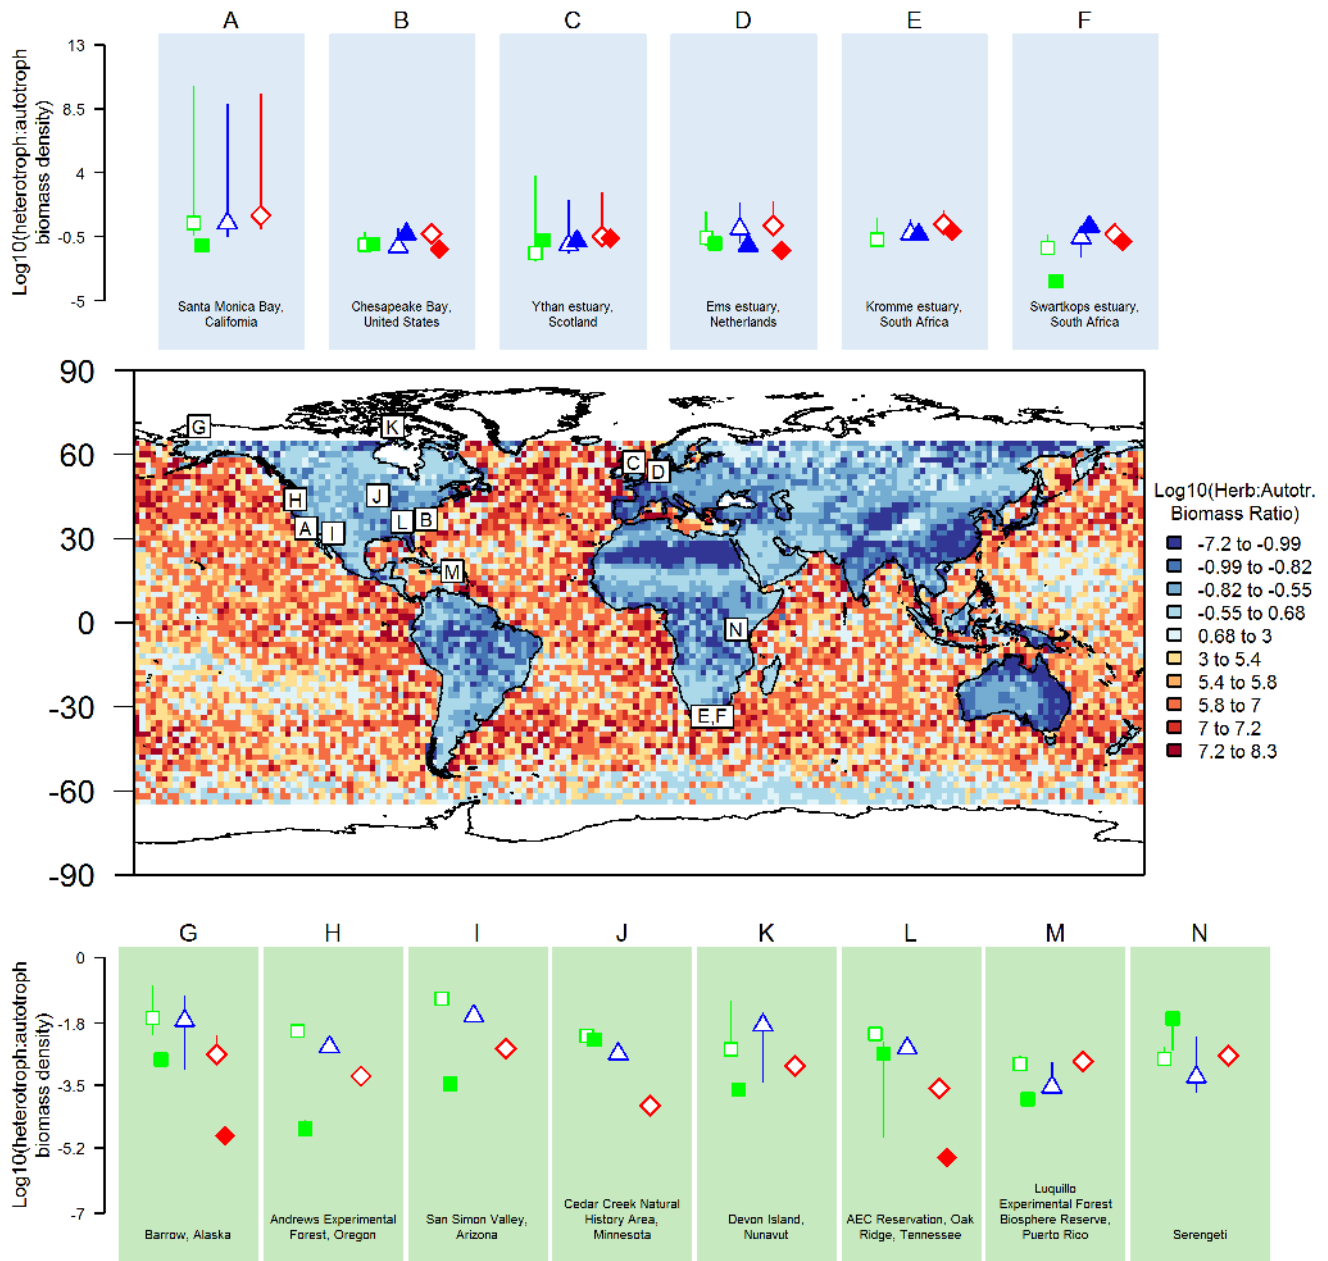 A B C D E F
Log10(heterotroph:autotroph
biomass density)
13
8.5
4
-0.5
-5
Santa Monica Bay,
California
Chesapeake Bay,
United States
Ythan estuary,
Scotland
Ems estuary,
Netherlands
Kromme estuary,
South Africa
Swartkops estuary,
South Africa
90
60
30
0
-30
-60
-90
G
K
C
D
H
J
A
I
L
B
M
N
E,F
Log10(Herb:Autotr.
Biomass Ratio)
-7.2 to -0.99
-0.99 to -0.82
-0.82 to -0.55
-0.55 to 0.68
0.68 to 3
3 to 5.4
5.4 to 5.8
5.8 to 7
7 to 7.2
7.2 to 8.3
G H I J K L M N
Log10(heterotroph:autotroph
biomass density)
0
-1.8
-3.5
-5.2
-7
Barrow, Alaska
Andrews Experimental
Forest, Oregon
San Simon Valley,
Arizona
Cedar Creek Natural
History Area,
Minnesota
Devon Island,
Nunavut
AEC Reservation, Oak
Ridge, Tennessee
Luquillo
Experimental Forest
Biosphere Reserve,
Puerto Rico
Serengeti